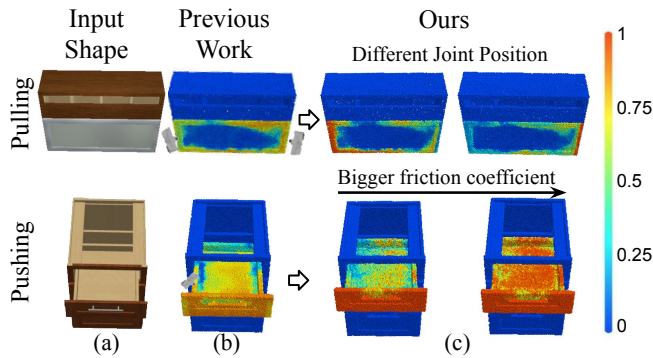 Input
Shape
Previous
Work
Ours
Different Joint Position
Pulling
Bigger friction coefficient
Pushing
(a)
(b)
(c)
1
0.75
0.5
0.25
0